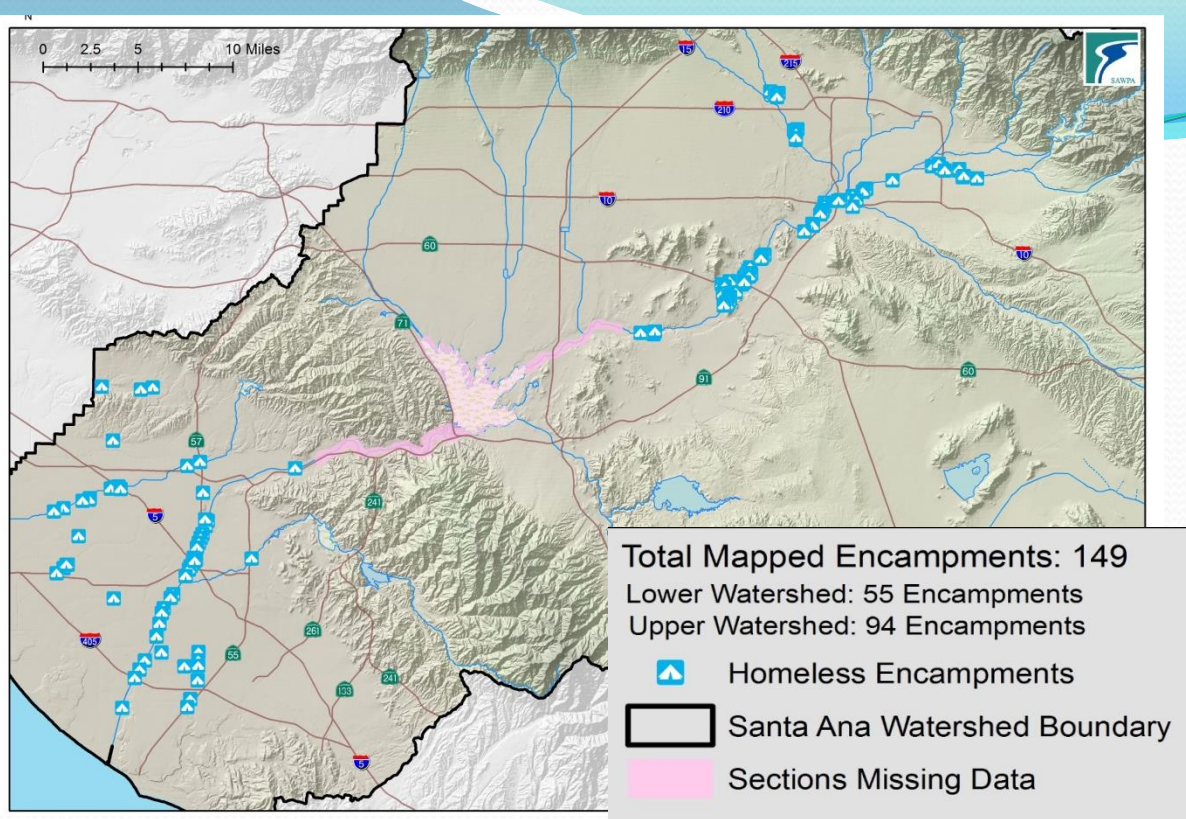 N
0 2.5 5 10 Miles
15
215
SAWPA
210
10
60
10
71
91
60
57
241
5
405
55
261
133
241
5
Total Mapped Encampments: 149
Lower Watershed: 55 Encampments
Upper Watershed: 94 Encampments
Homeless Encampments
Santa Ana Watershed Boundary
Sections Missing Data